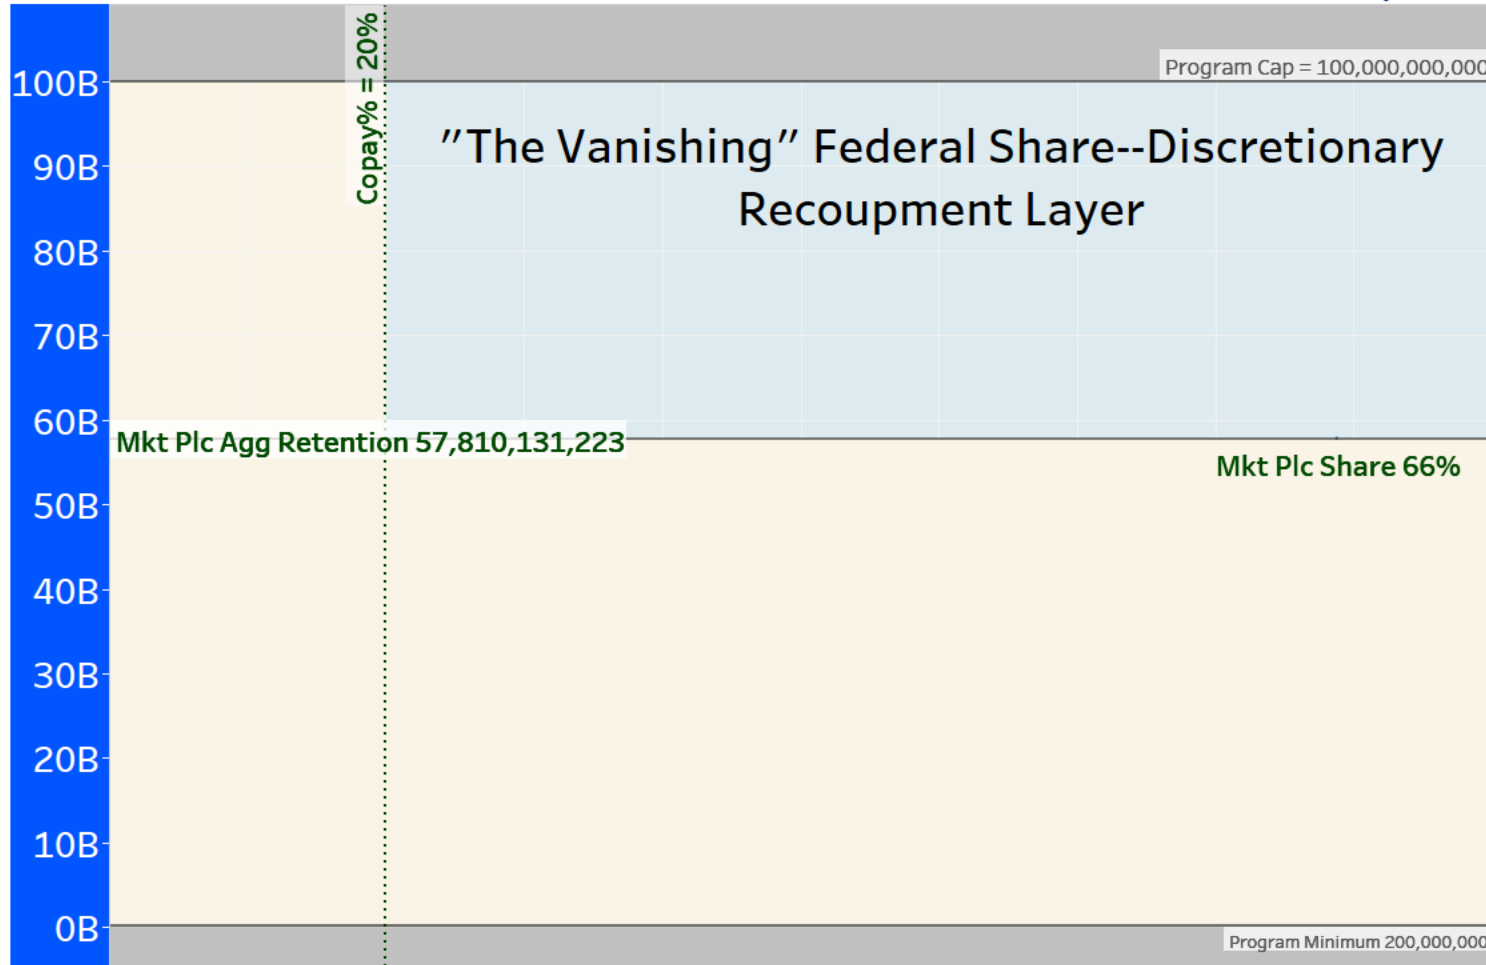 Copay% = 20%
100B
Program Cap = 100,000,000,000
"The Vanishing" Federal Share--Discretionary
Recoupment Layer
90B
80B
70B
60B
Mkt Plc Agg Retention 57,810,131,223
Mkt Plc Share 66%
50B
40B
30B
20B
10B
0B
Program Minimum 200,000,000